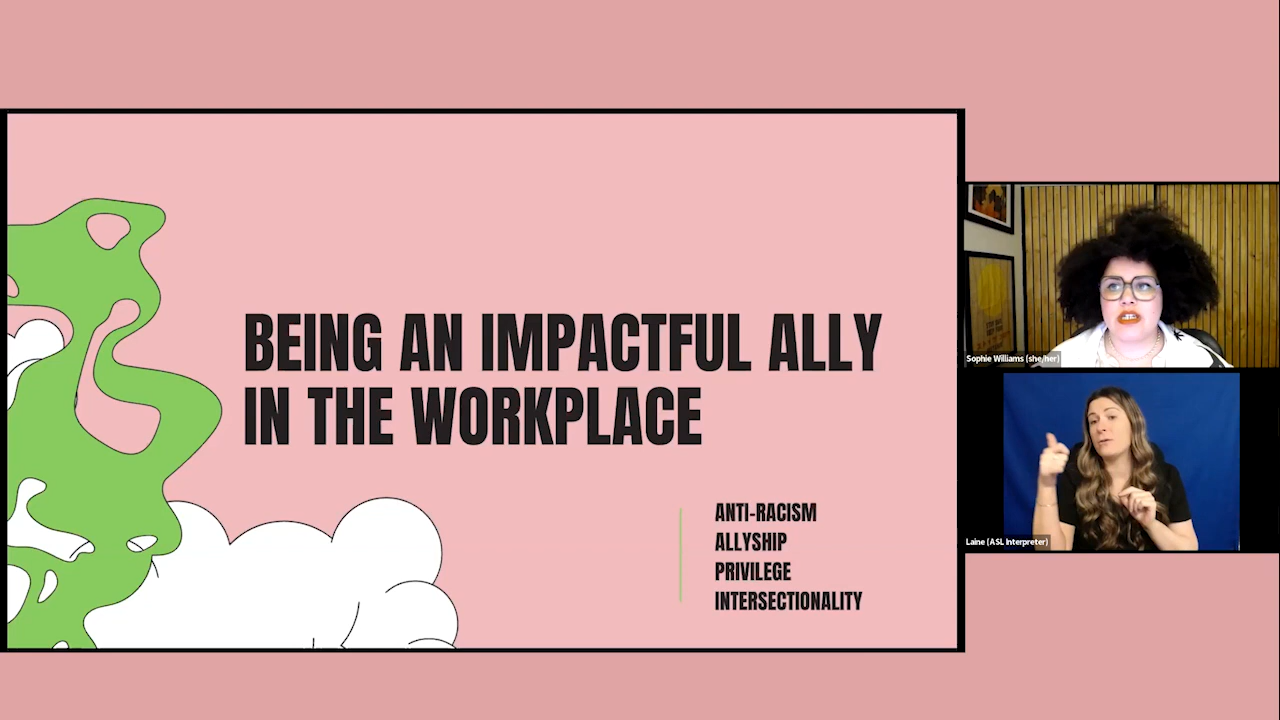 BEING AN IMPACTFUL ALLY
IN THE WORKPLACE
ANTI-RACISM
ALLYSHIP
PRIVILEGE
INTERSECTIONALITY
Sophie Williams (she/her)
Laine (ASL Interpreter)